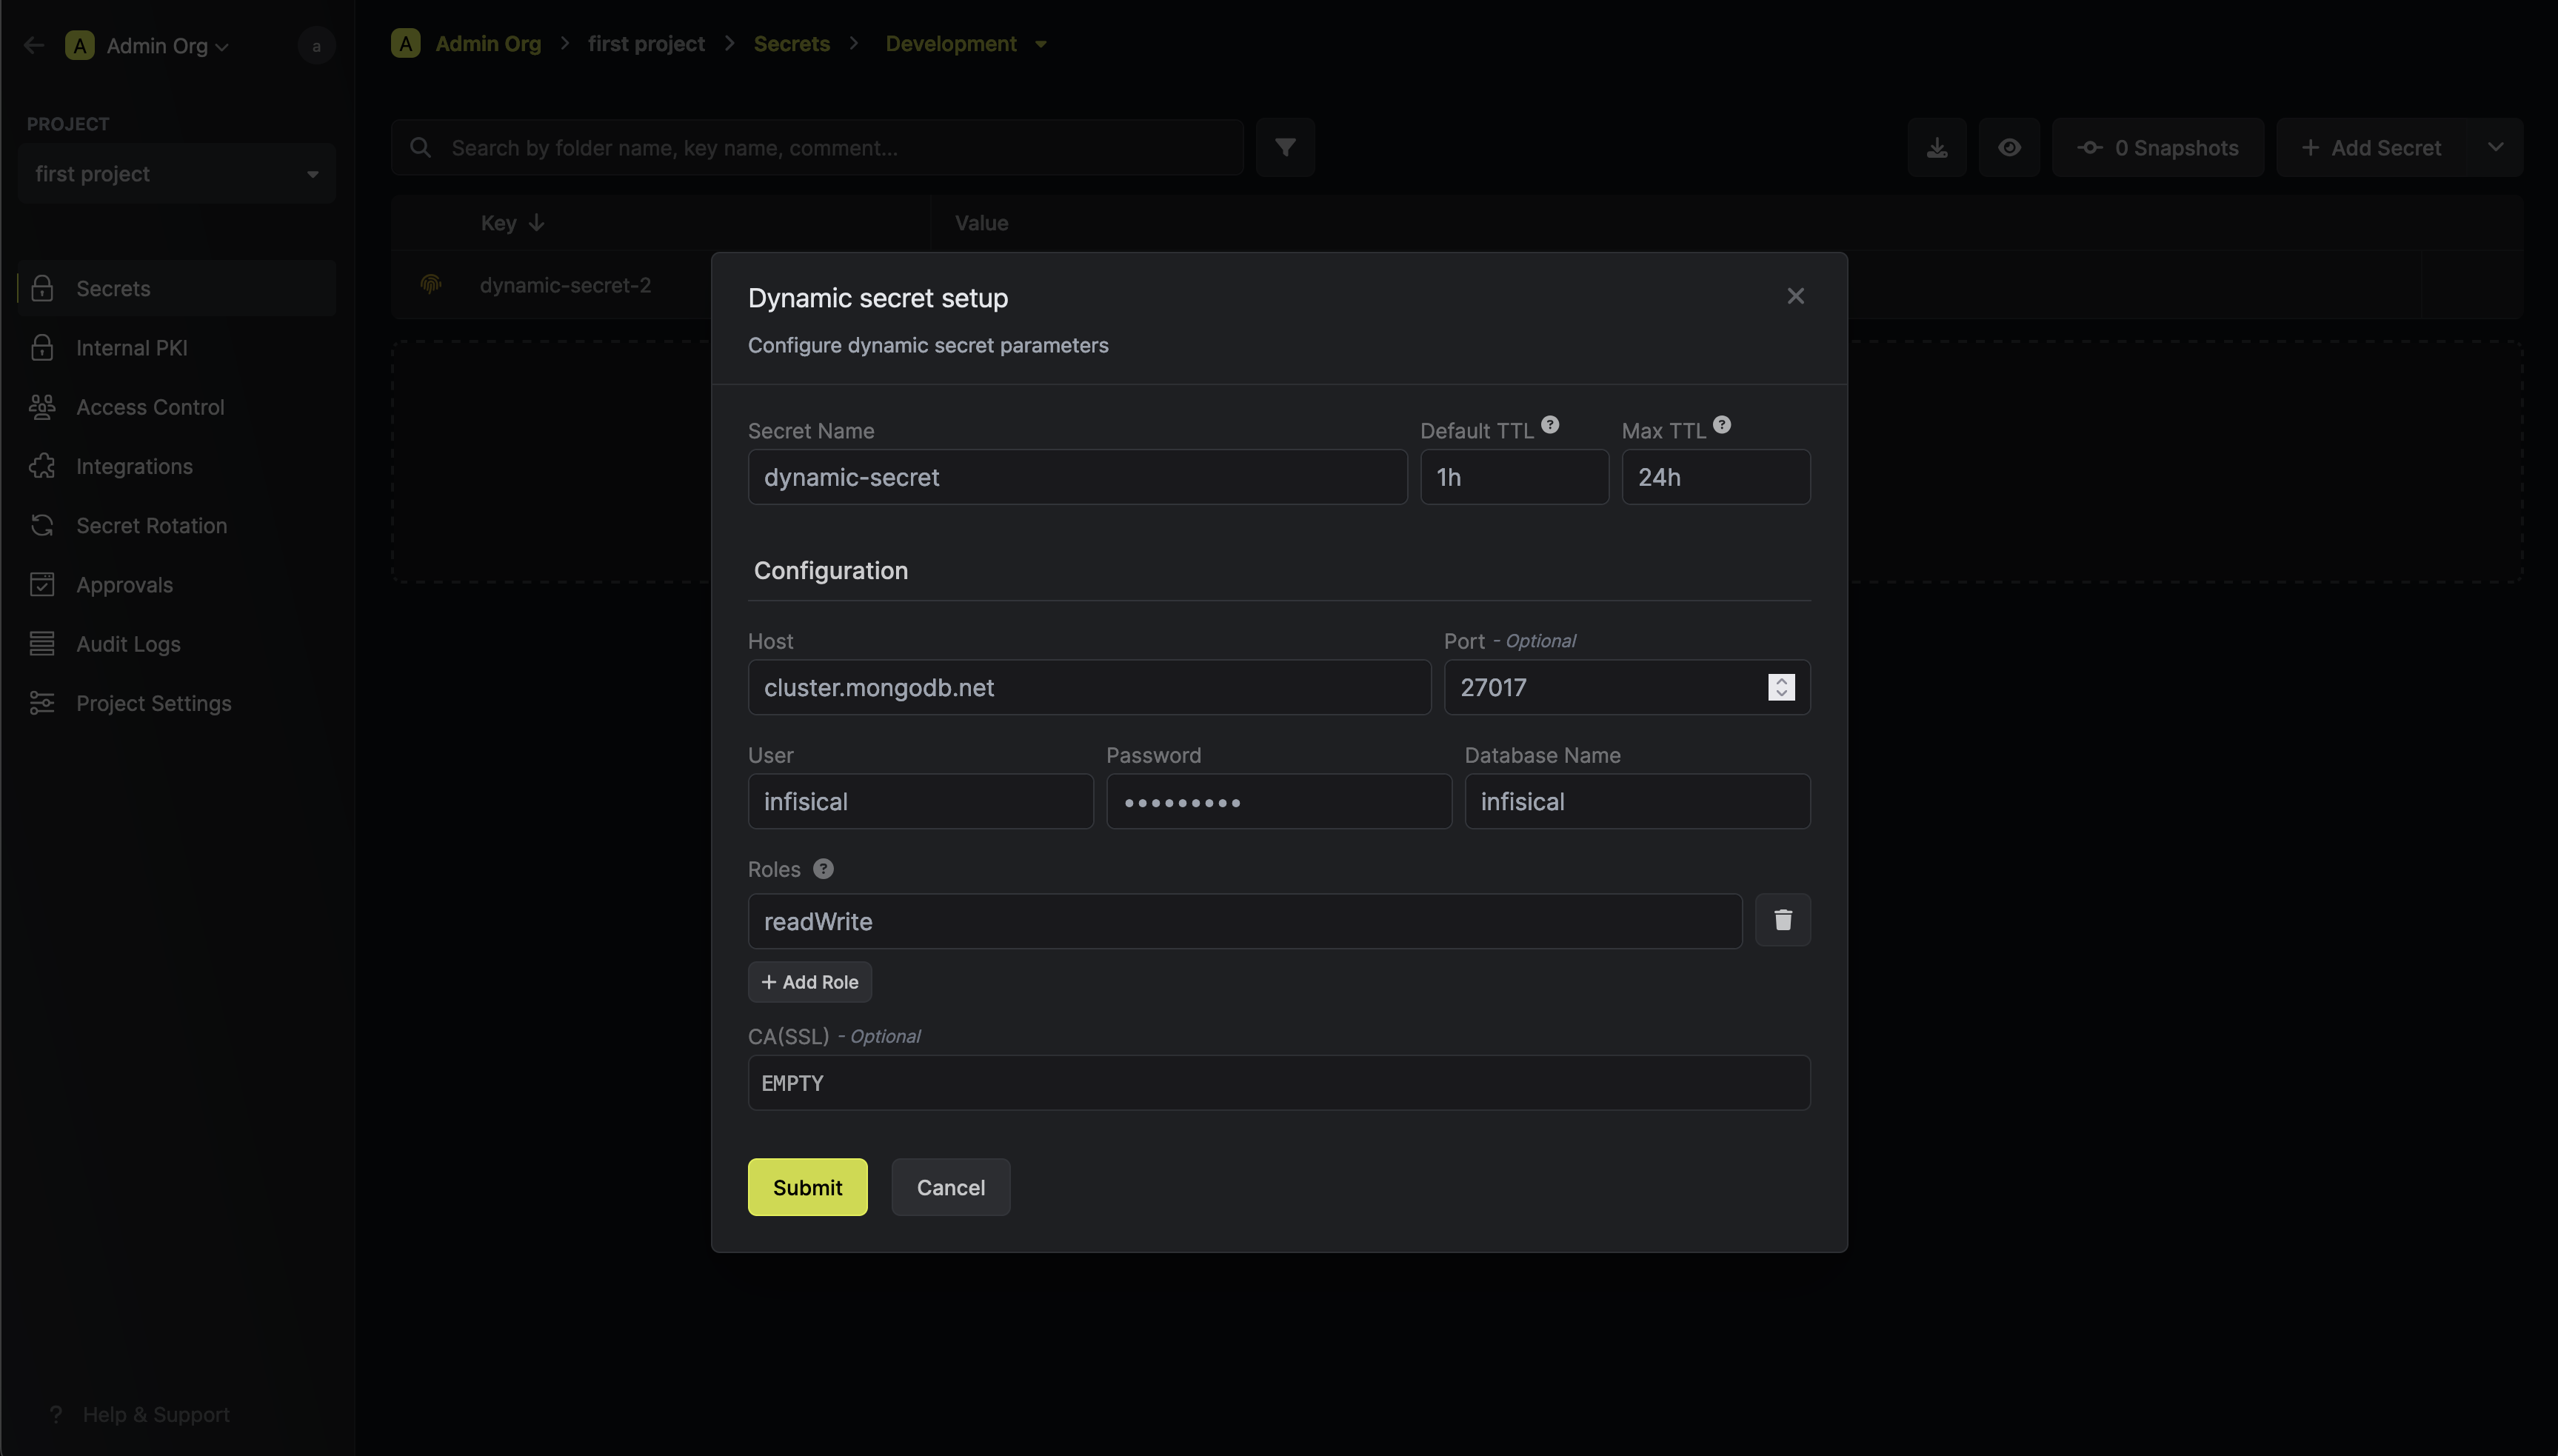 A Admin Org a
PROJECT
first project
Secrets
Internal PKI
Access Control
Integrations
Secret Rotation
Approvals
Audit Logs
Project Settings
? Help & Support
A Admin Org > first project > Secrets > Development
Search by folder name, key name, comment...
0 Snapshots
+ Add Secret
Key Value
dynamic-secret-2
Dynamic secret setup
Configure dynamic secret parameters
Secret Name Default TTL ? Max TTL ?
dynamic-secret 1h 24h
Configuration
Host Port - Optional
cluster.mongodb.net 27017
User Password Database Name
infisical ••••••••• infisical
Roles ?
readWrite
+ Add Role
CA(SSL) - Optional
EMPTY
Submit Cancel